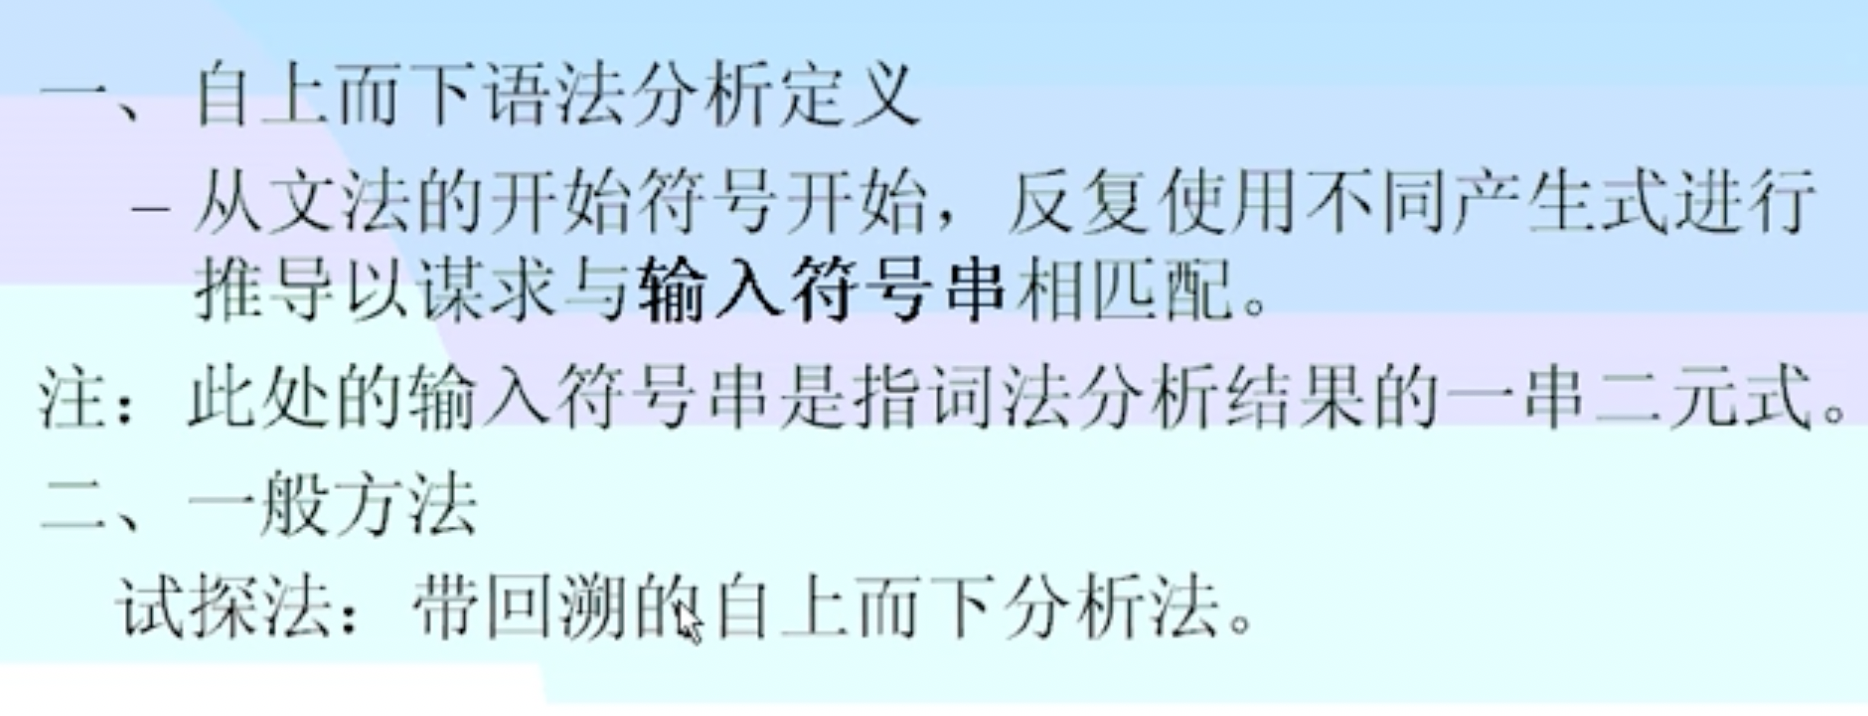 一、自上而下语法分析定义
– 从文法的开始符号开始，反复使用不同产生式进行
推导以谋求与输入符号串相匹配。
注：此处的输入符号串是指词法分析结果的一串二元式。
二、一般方法
试探法：带回溯的自上而下分析法。